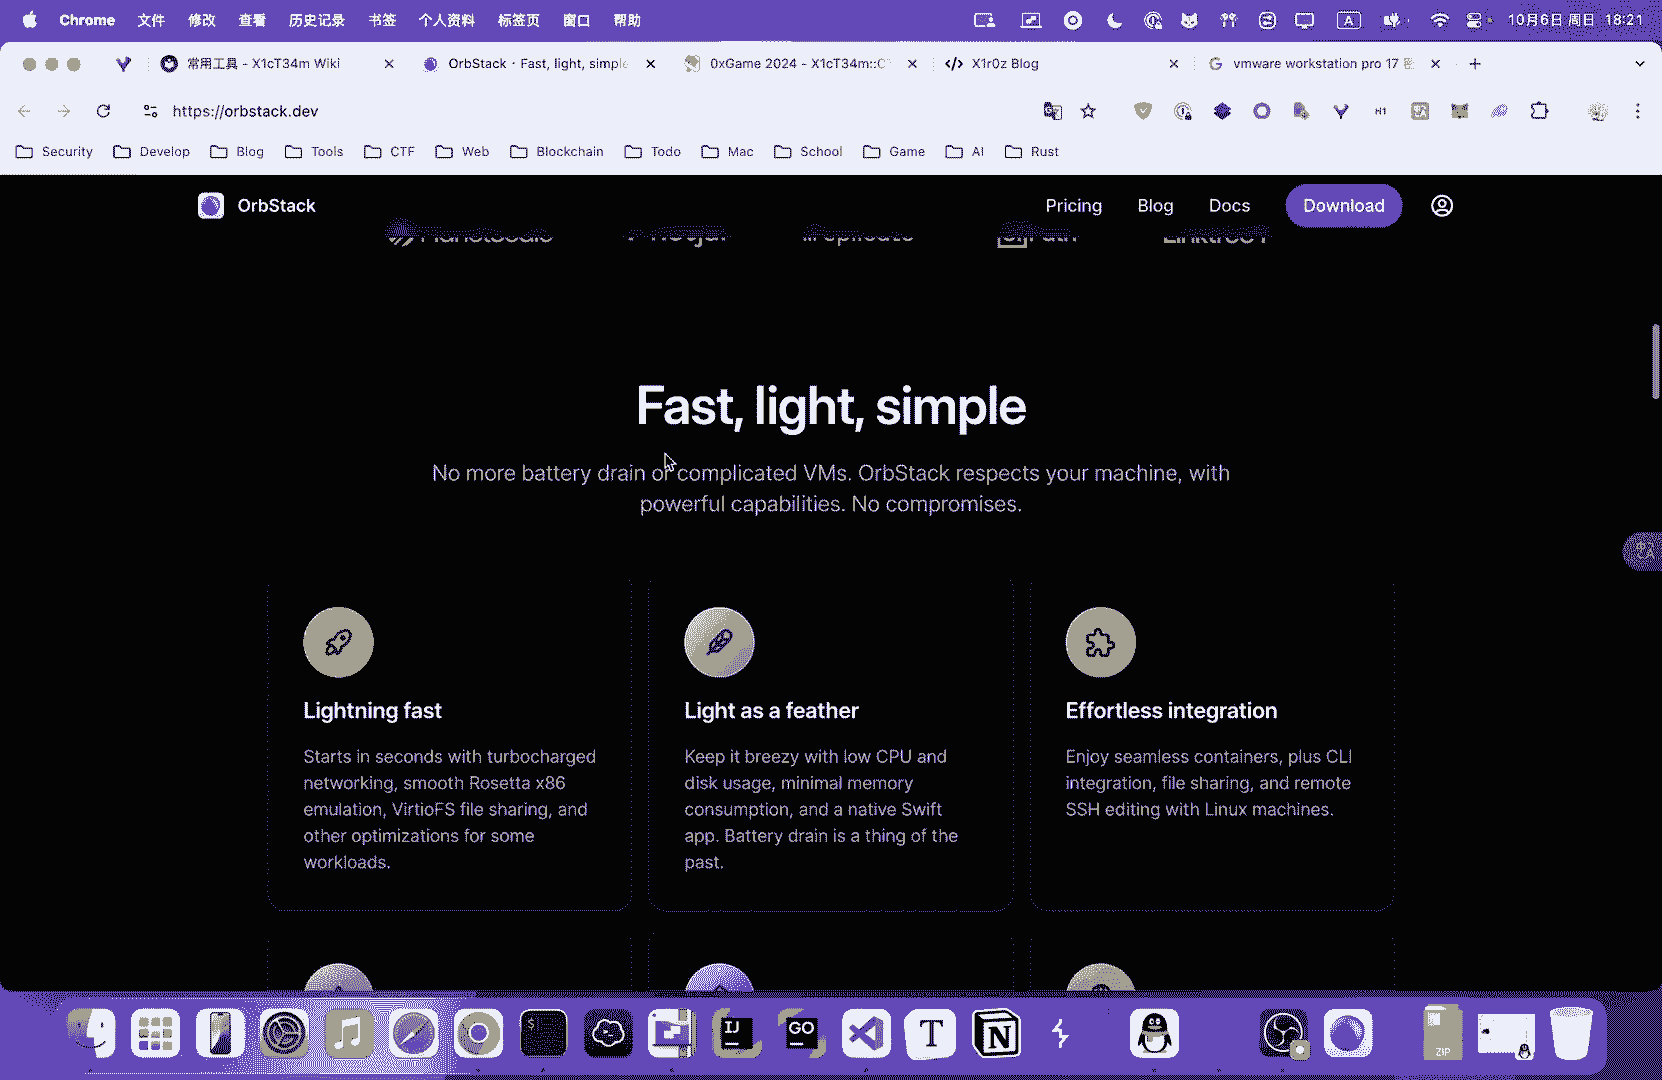 Chrome 文件 修改 查看 历史记录 书签 个人资料 标签页 窗口 帮助 A 10月6日 周日 18:21
常用工具 - X1cT34m Wiki OrbStack · Fast, light, simple 0xGame 2024 - X1cT34m::C X1r0z Blog vmware workstation pro 17
https://orbstack.dev H1
Security Develop Blog Tools CTF Web Blockchain Todo Mac School Game AI Rust
OrbStack Pricing Blog Docs Download
Fast, light, simple
No more battery drain or complicated VMs. OrbStack respects your machine, with
powerful capabilities. No compromises.
Lightning fast
Starts in seconds with turbocharged
networking, smooth Rosetta x86
emulation, VirtioFS file sharing, and
other optimizations for some
workloads.
Light as a feather
Keep it breezy with low CPU and
disk usage, minimal memory
consumption, and a native Swift
app. Battery drain is a thing of the
past.
Effortless integration
Enjoy seamless containers, plus CLI
integration, file sharing, and remote
SSH editing with Linux machines.
$ IJ GO T N ZIP